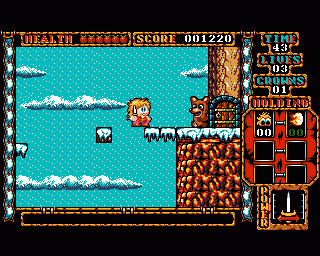 HEALTH
SCORE 001220
TIME
43
LIVES
03
CROWNS
01
HOLDING
00 00
POWER